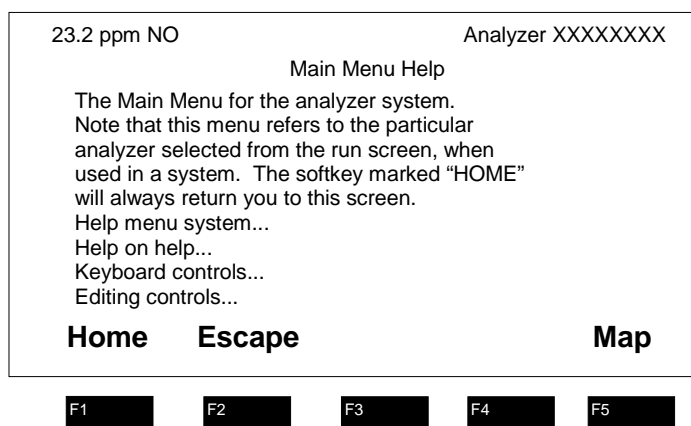 23.2 ppm NO Analyzer XXXXXXXX
Main Menu Help
The Main Menu for the analyzer system.
Note that this menu refers to the particular
analyzer selected from the run screen, when
used in a system. The softkey marked “HOME”
will always return you to this screen.
Help menu system...
Help on help...
Keyboard controls...
Editing controls...
Home Escape Map
F1 F2 F3 F4 F5